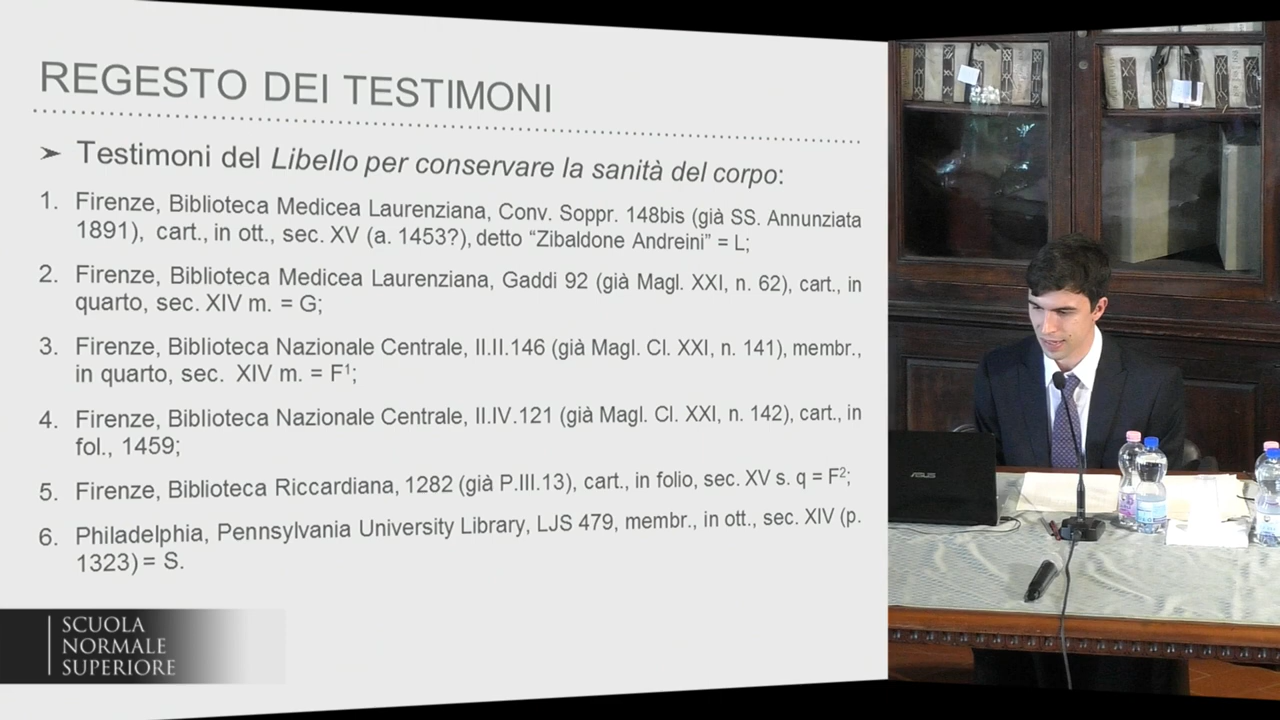 REGESTO DEI TESTIMONI
➤ Testimoni del Libello per conservare la sanità del corpo:
1. Firenze, Biblioteca Medicea Laurenziana, Conv. Soppr. 148bis (già SS. Annunziata
1891), cart., in ott., sec. XV (a. 1453?), detto “Zibaldone Andreini” = L;
2. Firenze, Biblioteca Medicea Laurenziana, Gaddi 92 (già Magl. XXI, n. 62), cart., in
quarto, sec. XIV m. = G;
3. Firenze, Biblioteca Nazionale Centrale, II.II.146 (già Magl. Cl. XXI, n. 141), membr.,
in quarto, sec. XIV m. = F¹;
4. Firenze, Biblioteca Nazionale Centrale, II.IV.121 (già Magl. Cl. XXI, n. 142), cart., in
fol., 1459;
5. Firenze, Biblioteca Riccardiana, 1282 (già P.III.13), cart., in folio, sec. XV s. q = F²;
6. Philadelphia, Pennsylvania University Library, LJS 479, membr., in ott., sec. XIV (p.
1323) = S.
SCUOLA
NORMALE
SUPERIORE
ASUS